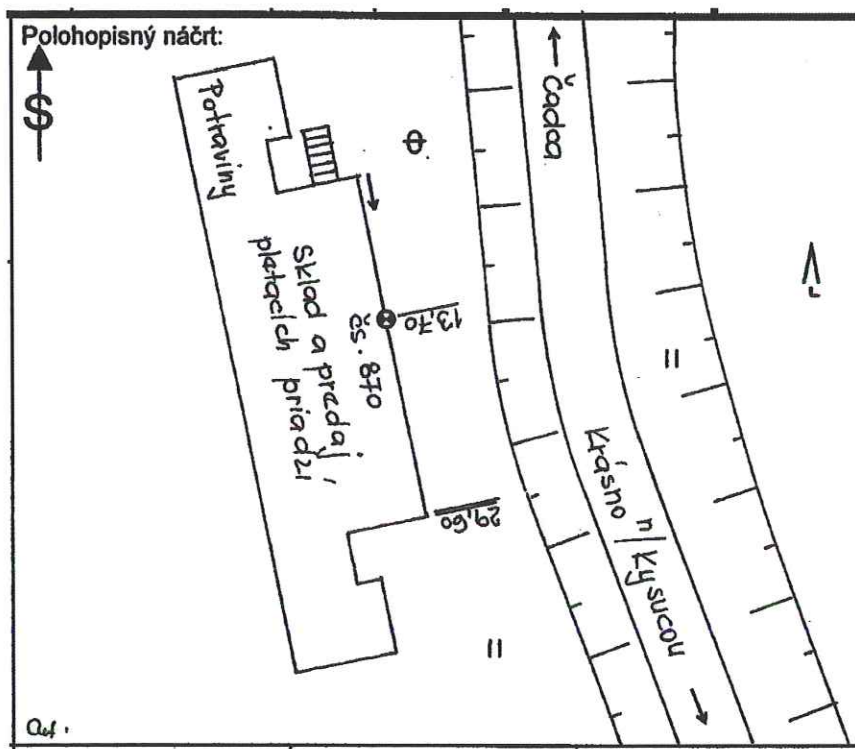 Polohopisný náčrt:
S
Potraviny
Čadca
Sklad a predaj
pletacích priadzí
čs. 870
13,70
29,60
Krásno n/Kysucou